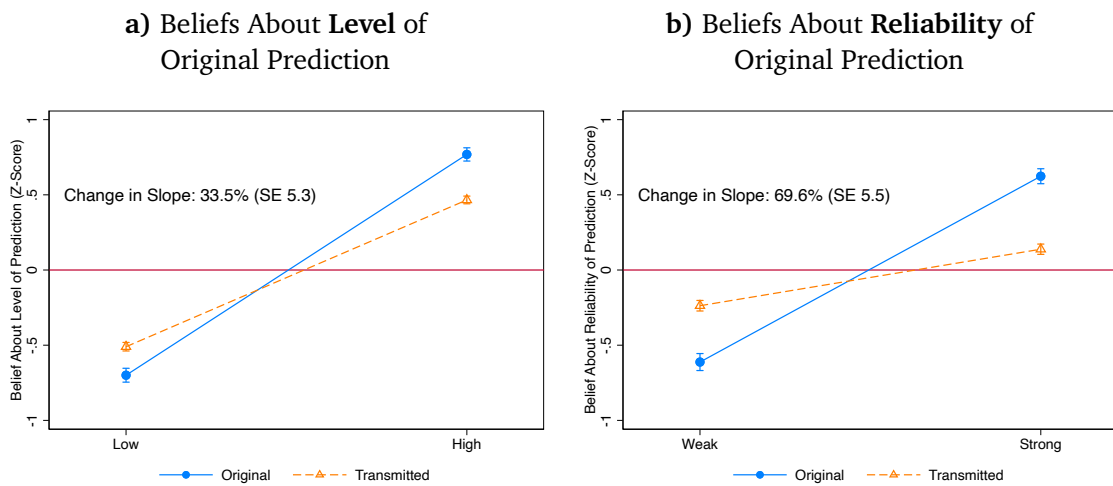 a) Beliefs About Level of
Original Prediction
Belief About Level of Prediction (Z-Score)
1
.5
0
-.5
-1
Change in Slope: 33.5% (SE 5.3)
Low
High
Original
Transmitted
b) Beliefs About Reliability of
Original Prediction
Belief About Reliability of Prediction (Z-Score)
1
.5
0
-.5
-1
Change in Slope: 69.6% (SE 5.5)
Weak
Strong
Original
Transmitted